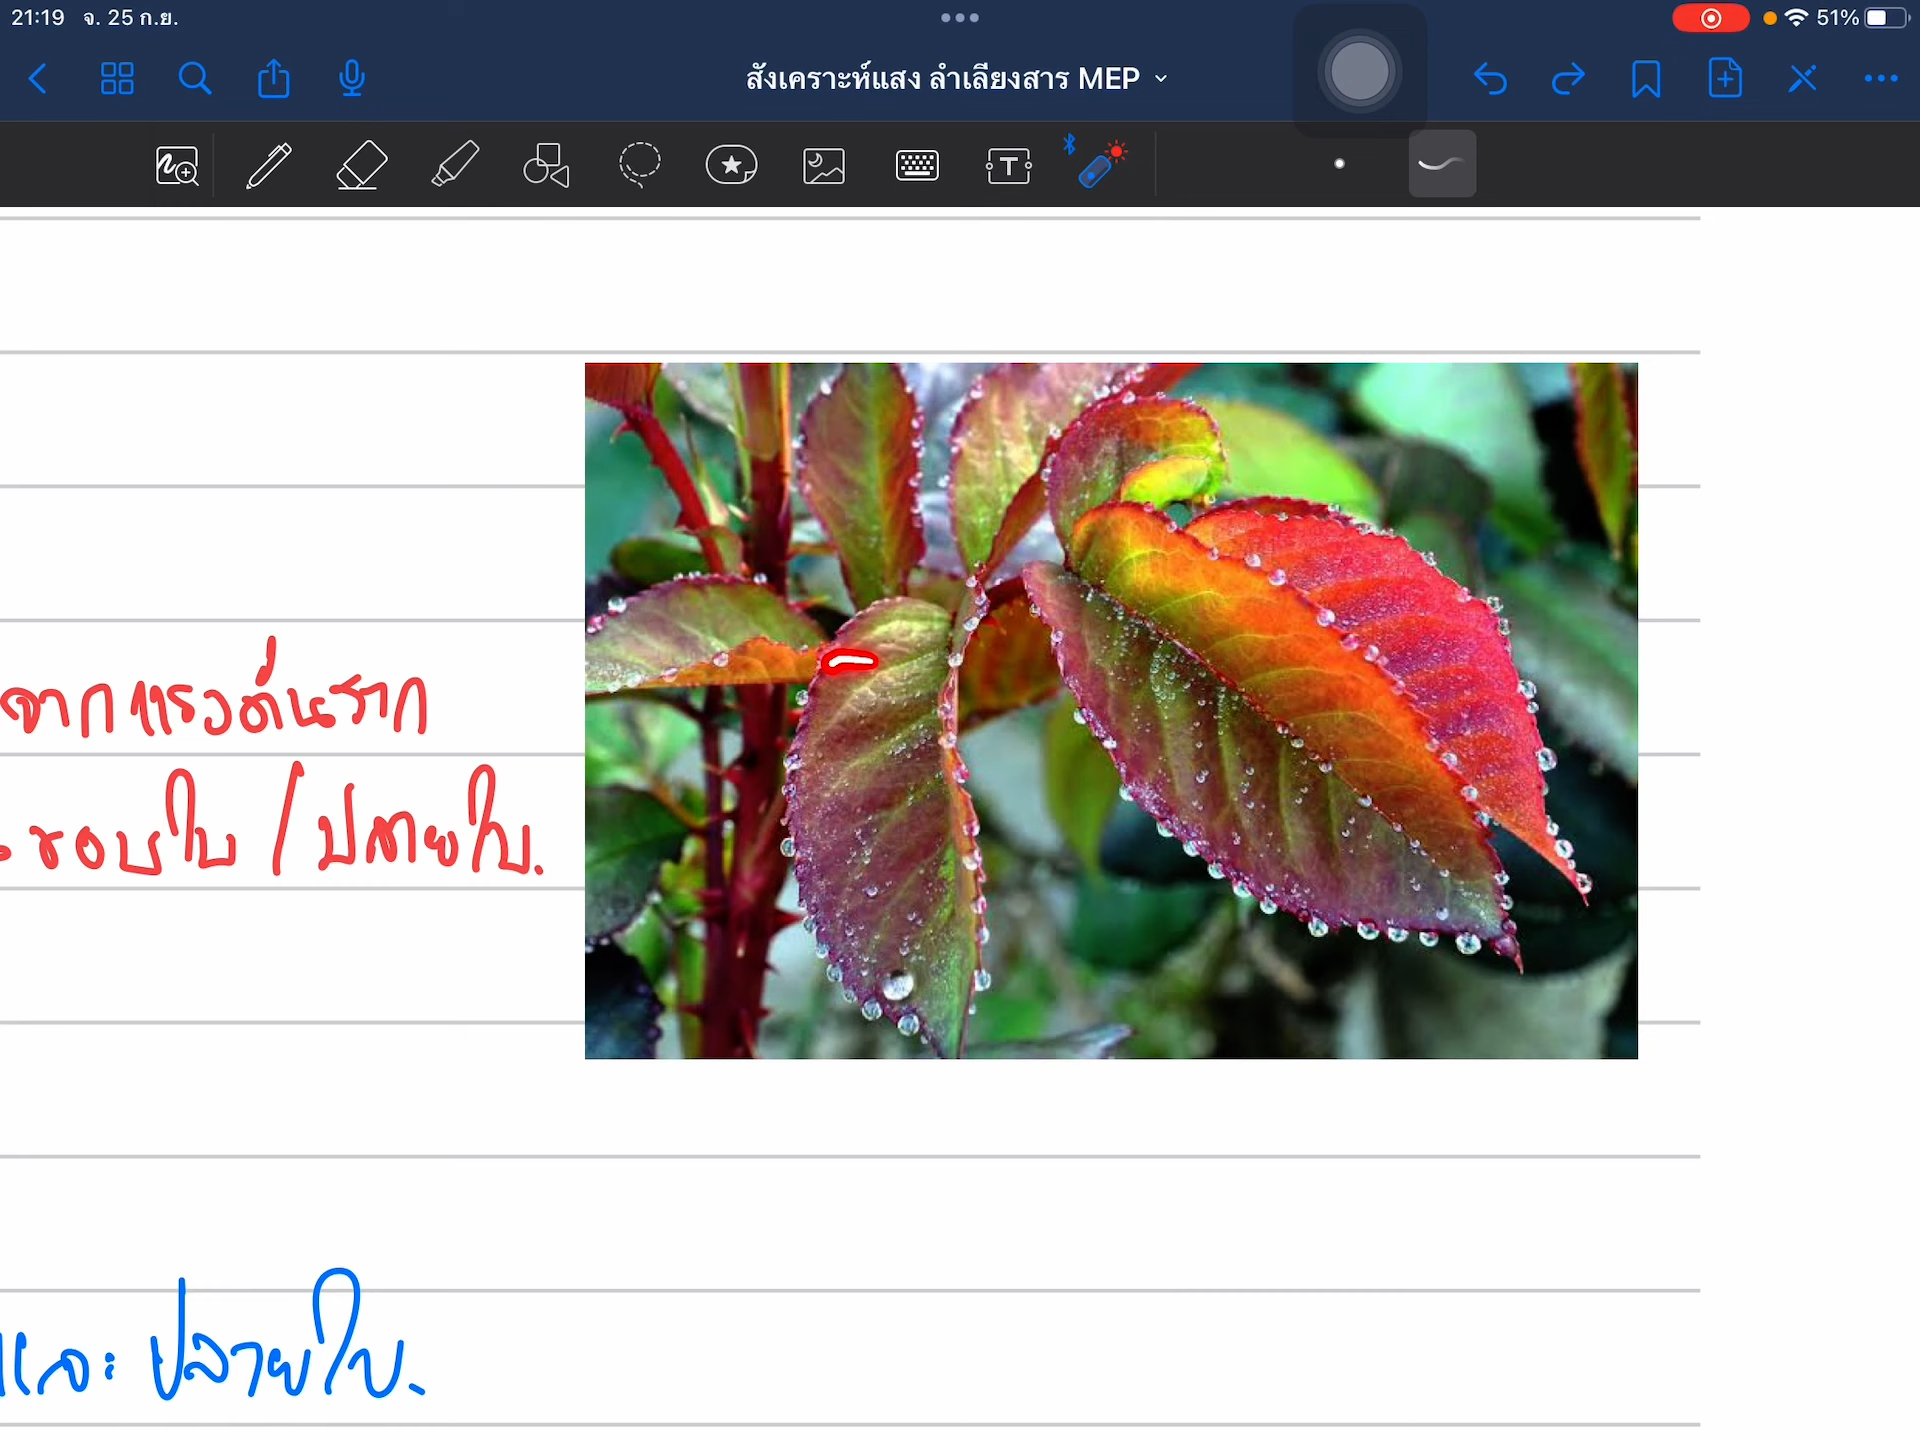 21:19 จ. 25 ก.ย.
51%
สังเคราะห์แสง ลำเลียงสาร MEP
T
จากแรงดันราก
ขอบใบ / ปลายใบ.
และ ปลายใบ.